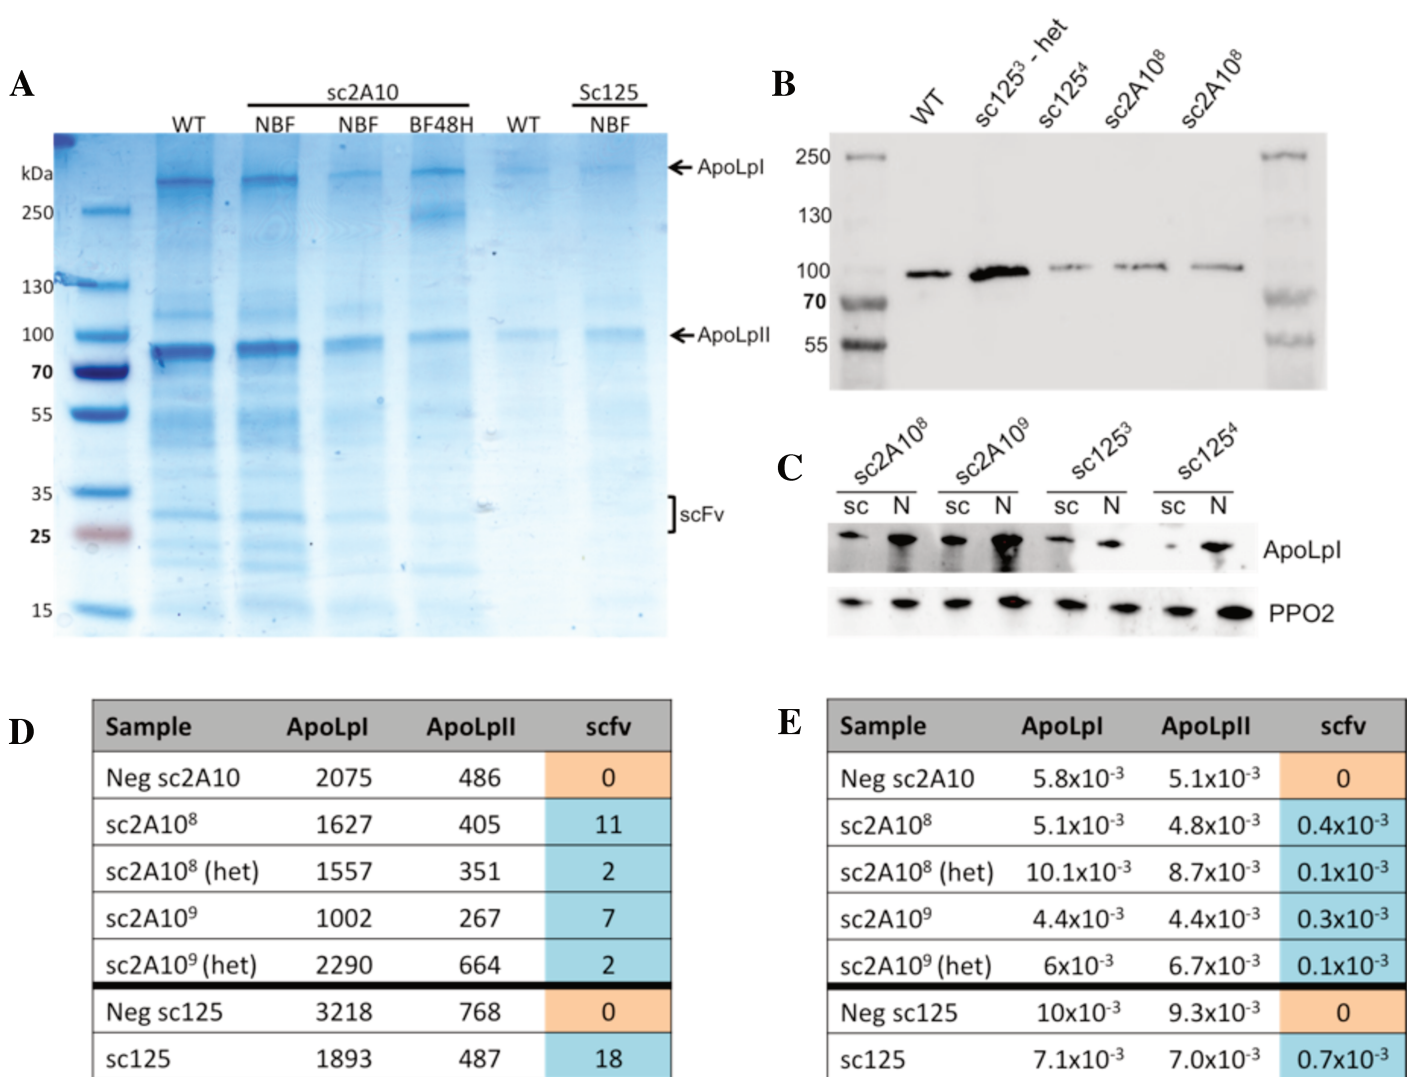 A
sc2A10
Sc125
WT NBF NBF BF48H WT NBF
kDa
250
130
100
70
55
35
25
15
ApoLpI
ApoLpII
scFv
B
WT sc125³ - het sc125⁴ sc2A10⁸ sc2A10⁸
250
130
100
70
55
C
sc2A10⁸ sc2A10⁹ sc125³ sc125⁴
sc N sc N sc N sc N
ApoLpI
PPO2
D
Sample ApoLpI ApoLpII scfv
Neg sc2A10 2075 486 0
sc2A10⁸ 1627 405 11
sc2A10⁸ (het) 1557 351 2
sc2A10⁹ 1002 267 7
sc2A10⁹ (het) 2290 664 2
Neg sc125 3218 768 0
sc125 1893 487 18
E
Sample ApoLpI ApoLpII scfv
Neg sc2A10 5.8x10⁻³ 5.1x10⁻³ 0
sc2A10⁸ 5.1x10⁻³ 4.8x10⁻³ 0.4x10⁻³
sc2A10⁸ (het) 10.1x10⁻³ 8.7x10⁻³ 0.1x10⁻³
sc2A10⁹ 4.4x10⁻³ 4.4x10⁻³ 0.3x10⁻³
sc2A10⁹ (het) 6x10⁻³ 6.7x10⁻³ 0.1x10⁻³
Neg sc125 10x10⁻³ 9.3x10⁻³ 0
sc125 7.1x10⁻³ 7.0x10⁻³ 0.7x10⁻³